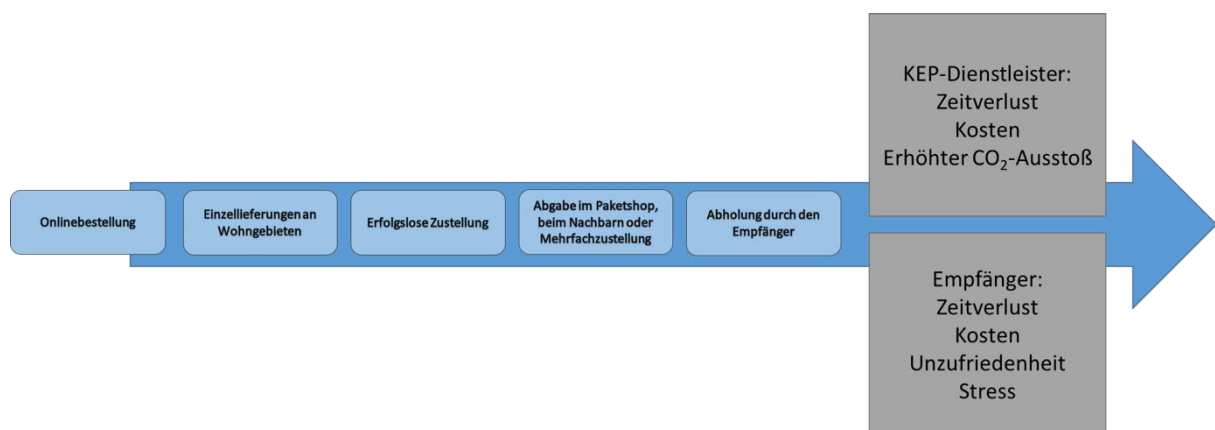 Onlinebestellung
Einzellieferungen an
Wohngebieten
Erfolgslose Zustellung
Abgabe im Paketshop,
beim Nachbarn oder
Mehrfachzustellung
Abholung durch den
Empfänger
KEP-Dienstleister:
Zeitverlust
Kosten
Erhöhter CO₂-Ausstoß
Empfänger:
Zeitverlust
Kosten
Unzufriedenheit
Stress